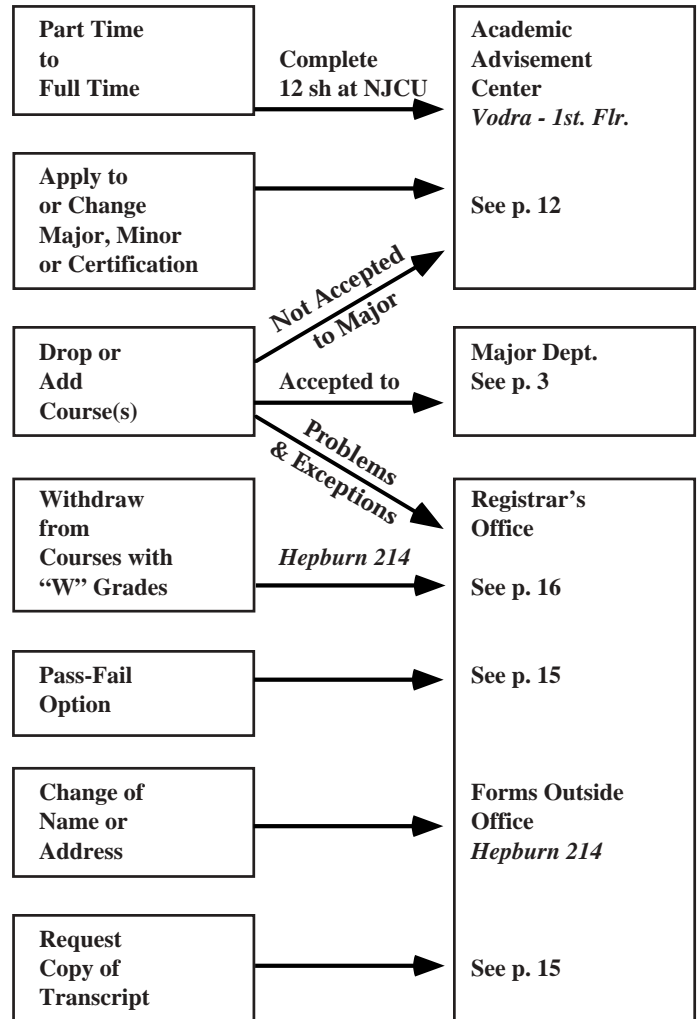 Part Time
to
Full Time
Complete
12 sh at NJCU
Academic
Advisement
Center
Vodra - 1st. Flr.
Apply to
or Change
Major, Minor
or Certification
See p. 12
Not Accepted
to Major
Drop or
Add
Course(s)
Accepted to
Major Dept.
See p. 3
Problems
& Exceptions
Withdraw
from
Courses with
“W” Grades
Hepburn 214
Registrar’s
Office
See p. 16
Pass-Fail
Option
See p. 15
Change of
Name or
Address
Forms Outside
Office
Hepburn 214
Request
Copy of
Transcript
See p. 15